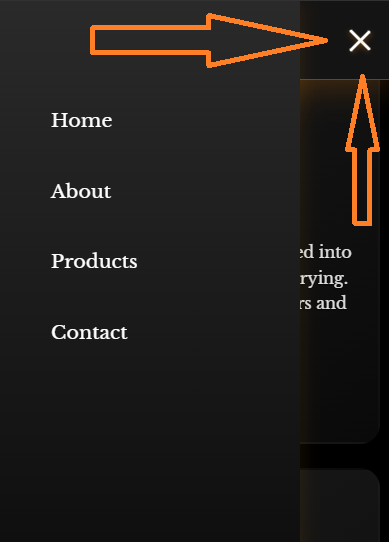 Home
About
ed into
Products
rying.
rs and
Contact